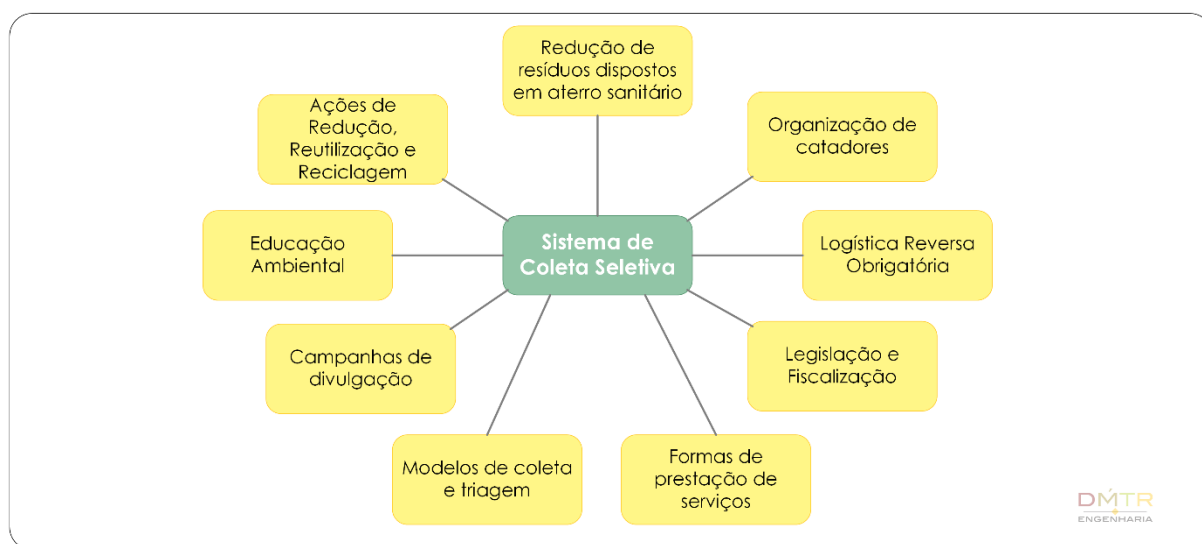 Redução de
resíduos dispostos
em aterro sanitário
Ações de
Redução,
Reutilização e
Reciclagem
Organização de
catadores
Educação
Ambiental
Sistema de
Coleta Seletiva
Logística Reversa
Obrigatória
Campanhas de
divulgação
Legislação e
Fiscalização
Modelos de coleta
e triagem
Formas de
prestação de
serviços
DMTR
ENGENHARIA